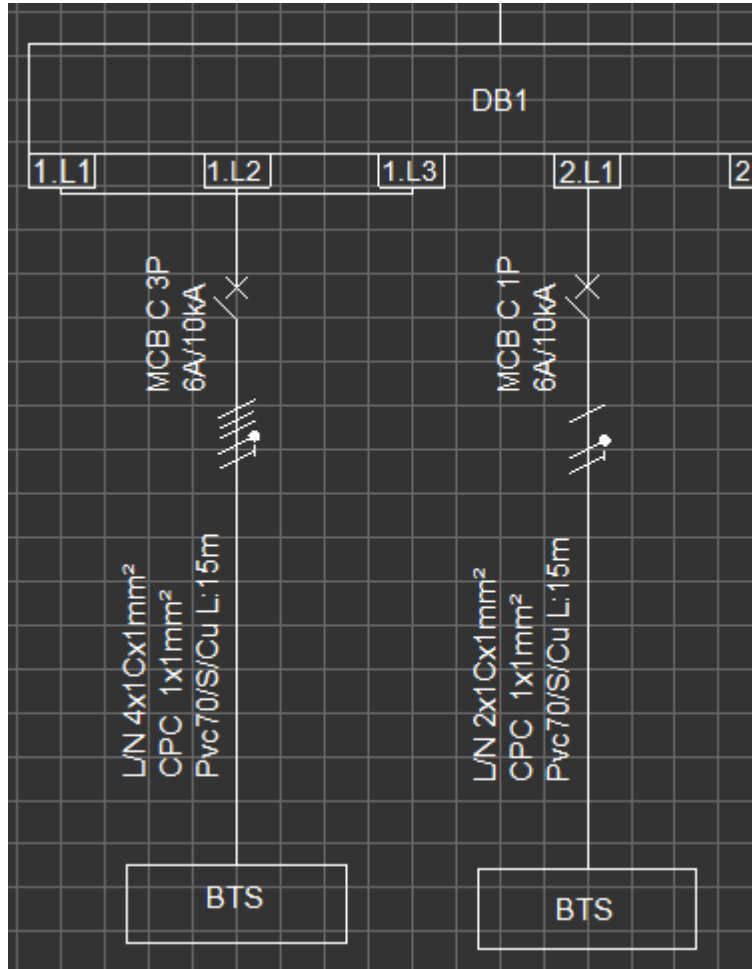 DB1
1.L1
1.L2
1.L3
2.L1
2
MCB C 3P
6A/10kA
MCB C 1P
6A/10kA
L/N 4x1Cx1mm²
CPC 1x1mm²
Pvc70/S/Cu L:15m
L/N 2x1Cx1mm²
CPC 1x1mm²
Pvc70/S/Cu L:15m
BTS
BTS